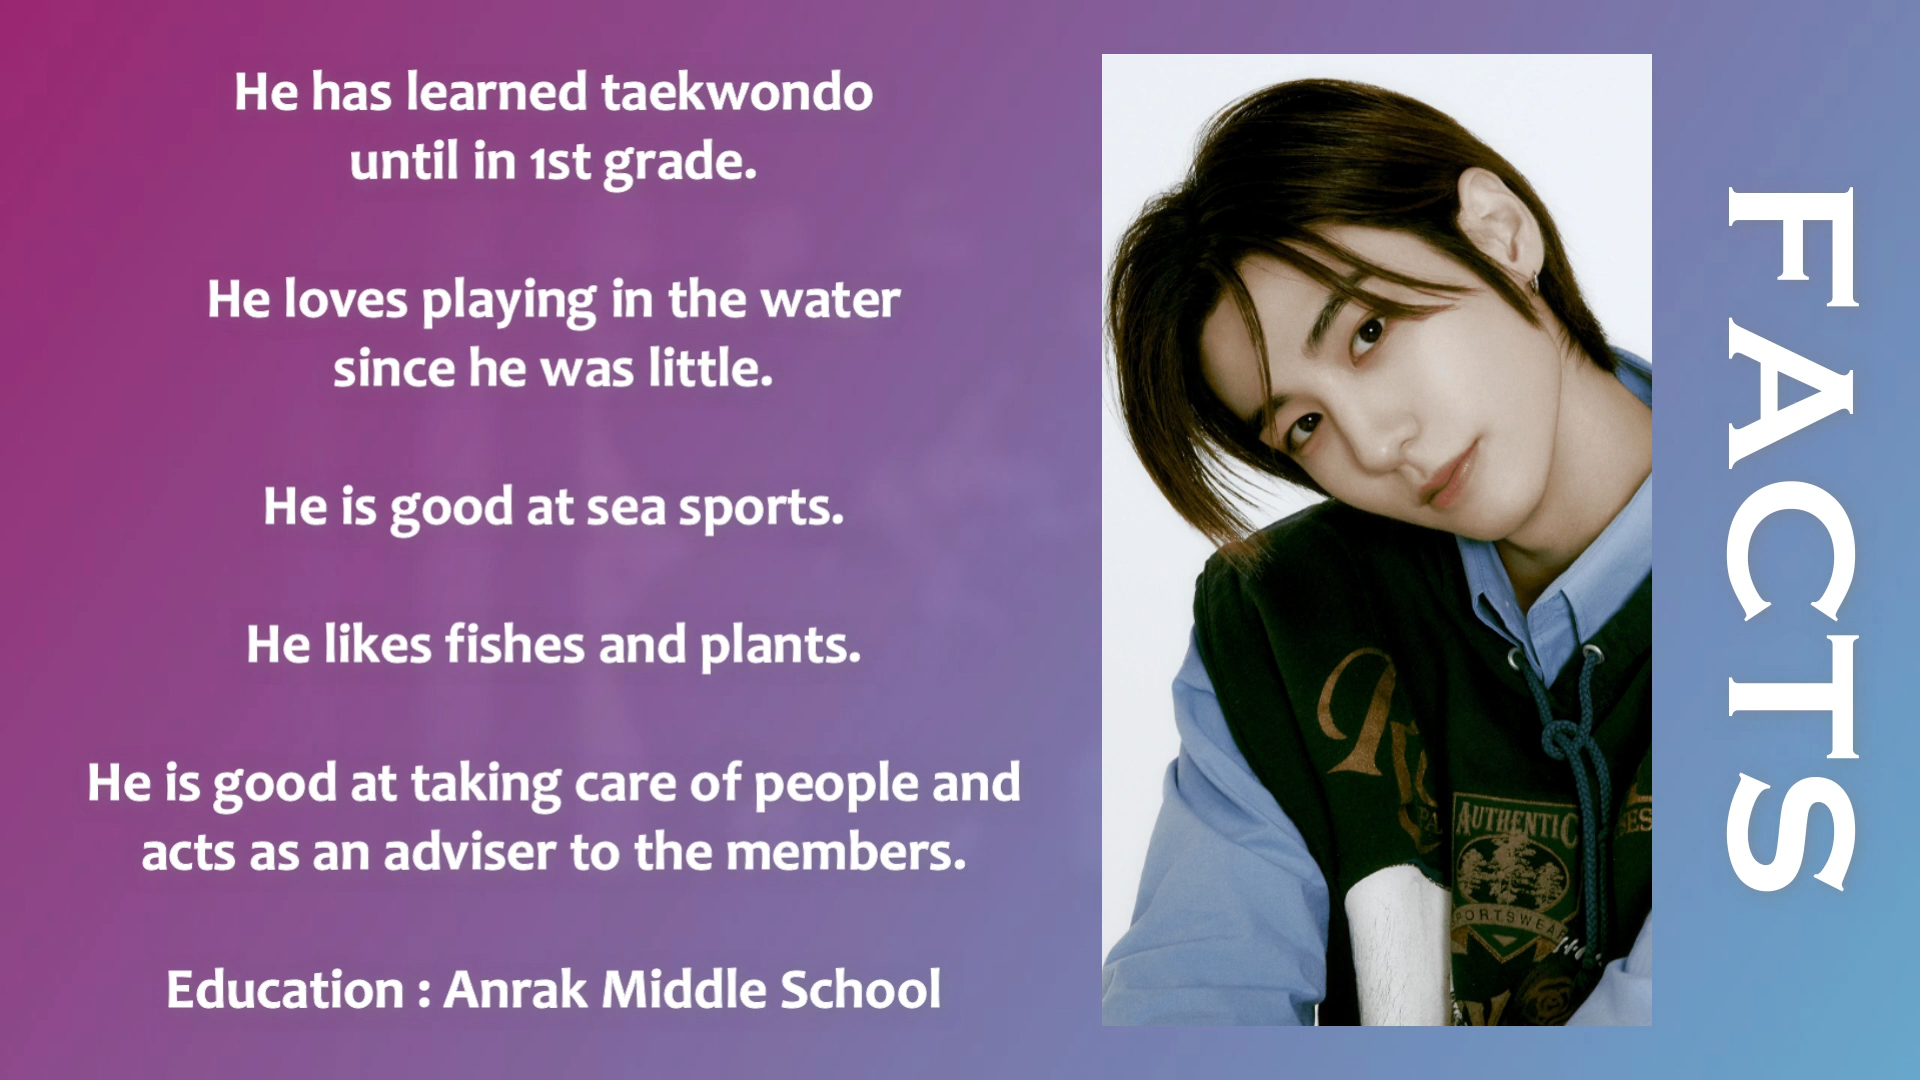 He has learned taekwondo
until in 1st grade.
He loves playing in the water
since he was little.
He is good at sea sports.
He likes fishes and plants.
He is good at taking care of people and
acts as an adviser to the members.
Education : Anrak Middle School
FACTS
AUTHENTIC